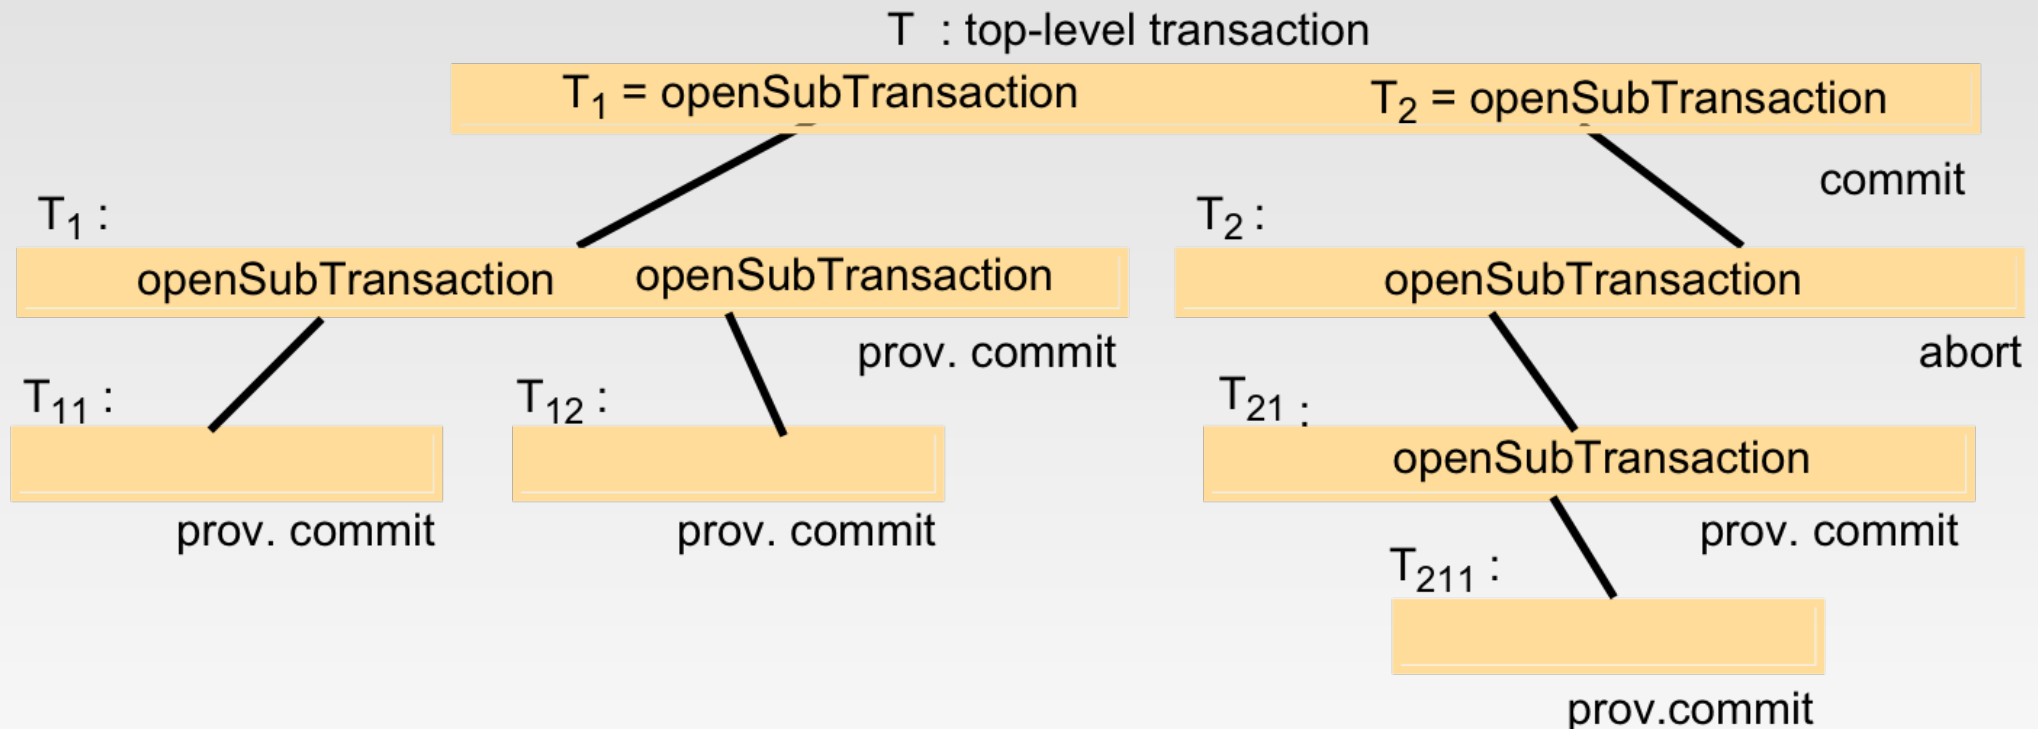 T : top-level transaction
T1 = openSubTransaction
T2 = openSubTransaction
commit
T1 :
T2 :
openSubTransaction
openSubTransaction
openSubTransaction
prov. commit
abort
T11 :
T12 :
T21 :
openSubTransaction
prov. commit
prov. commit
prov. commit
T211 :
prov.commit